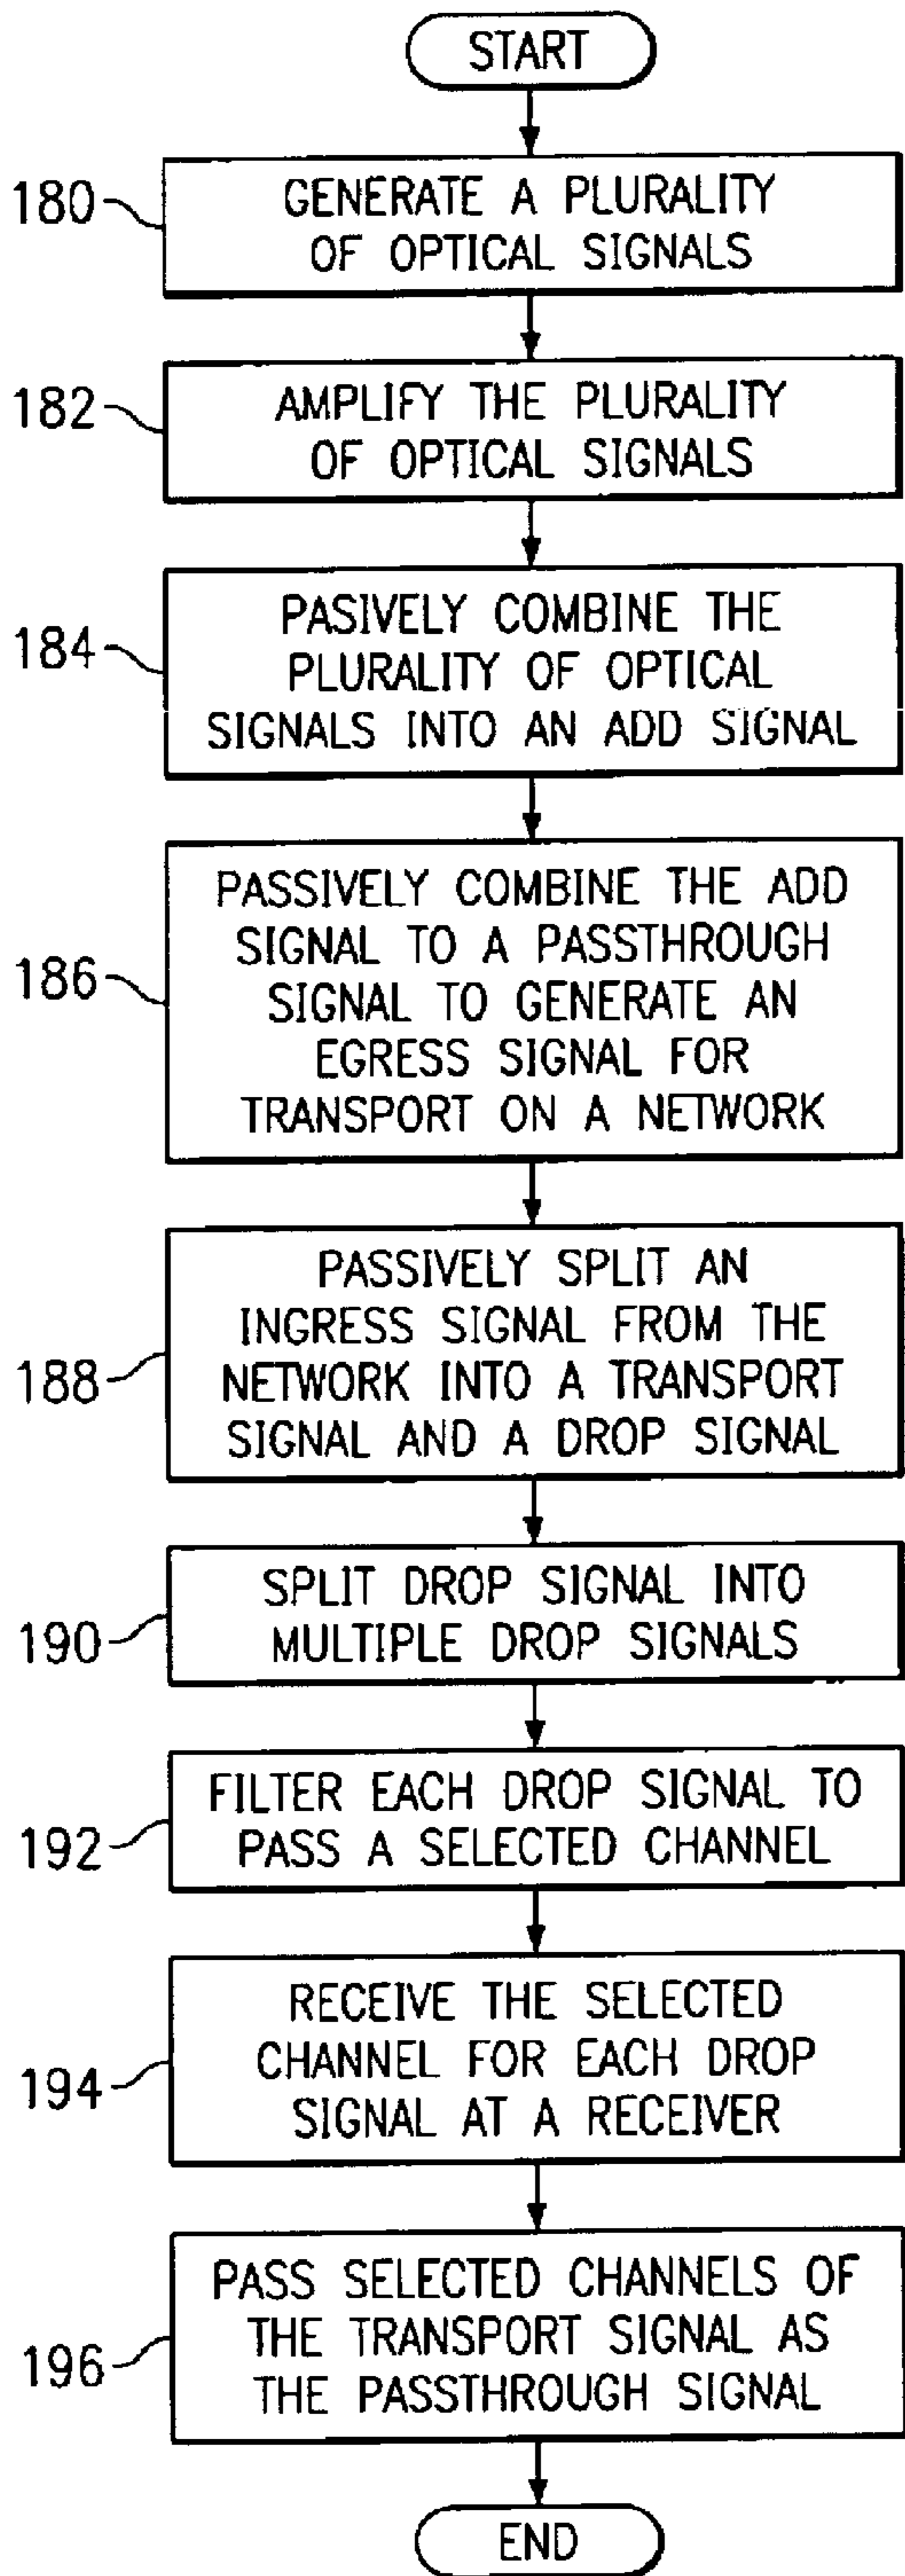 START
180
GENERATE A PLURALITY
OF OPTICAL SIGNALS
182
AMPLIFY THE PLURALITY
OF OPTICAL SIGNALS
184
PASIVELY COMBINE THE
PLURALITY OF OPTICAL
SIGNALS INTO AN ADD SIGNAL
186
PASSIVELY COMBINE THE ADD
SIGNAL TO A PASSTHROUGH
SIGNAL TO GENERATE AN
EGRESS SIGNAL FOR
TRANSPORT ON A NETWORK
188
PASSIVELY SPLIT AN
INGRESS SIGNAL FROM THE
NETWORK INTO A TRANSPORT
SIGNAL AND A DROP SIGNAL
190
SPLIT DROP SIGNAL INTO
MULTIPLE DROP SIGNALS
192
FILTER EACH DROP SIGNAL TO
PASS A SELECTED CHANNEL
194
RECEIVE THE SELECTED
CHANNEL FOR EACH DROP
SIGNAL AT A RECEIVER
196
PASS SELECTED CHANNELS OF
THE TRANSPORT SIGNAL AS
THE PASSTHROUGH SIGNAL
END